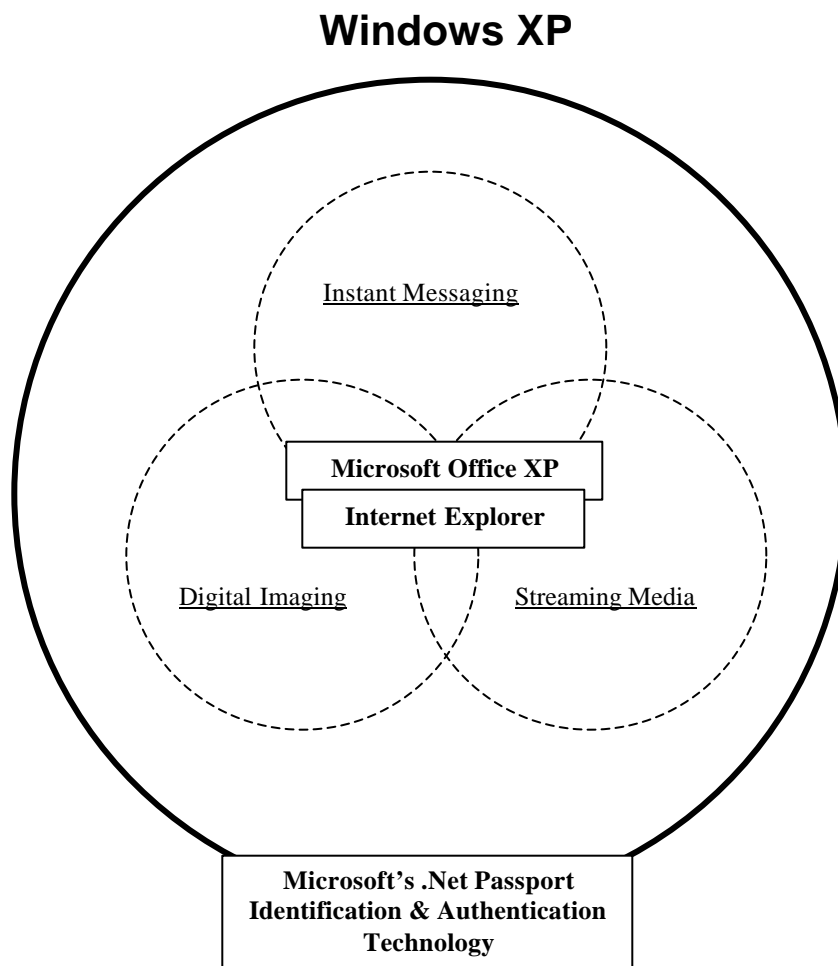 Windows XP
Instant Messaging
Microsoft Office XP
Internet Explorer
Digital Imaging
Streaming Media
Microsoft's .Net Passport
Identification & Authentication
Technology